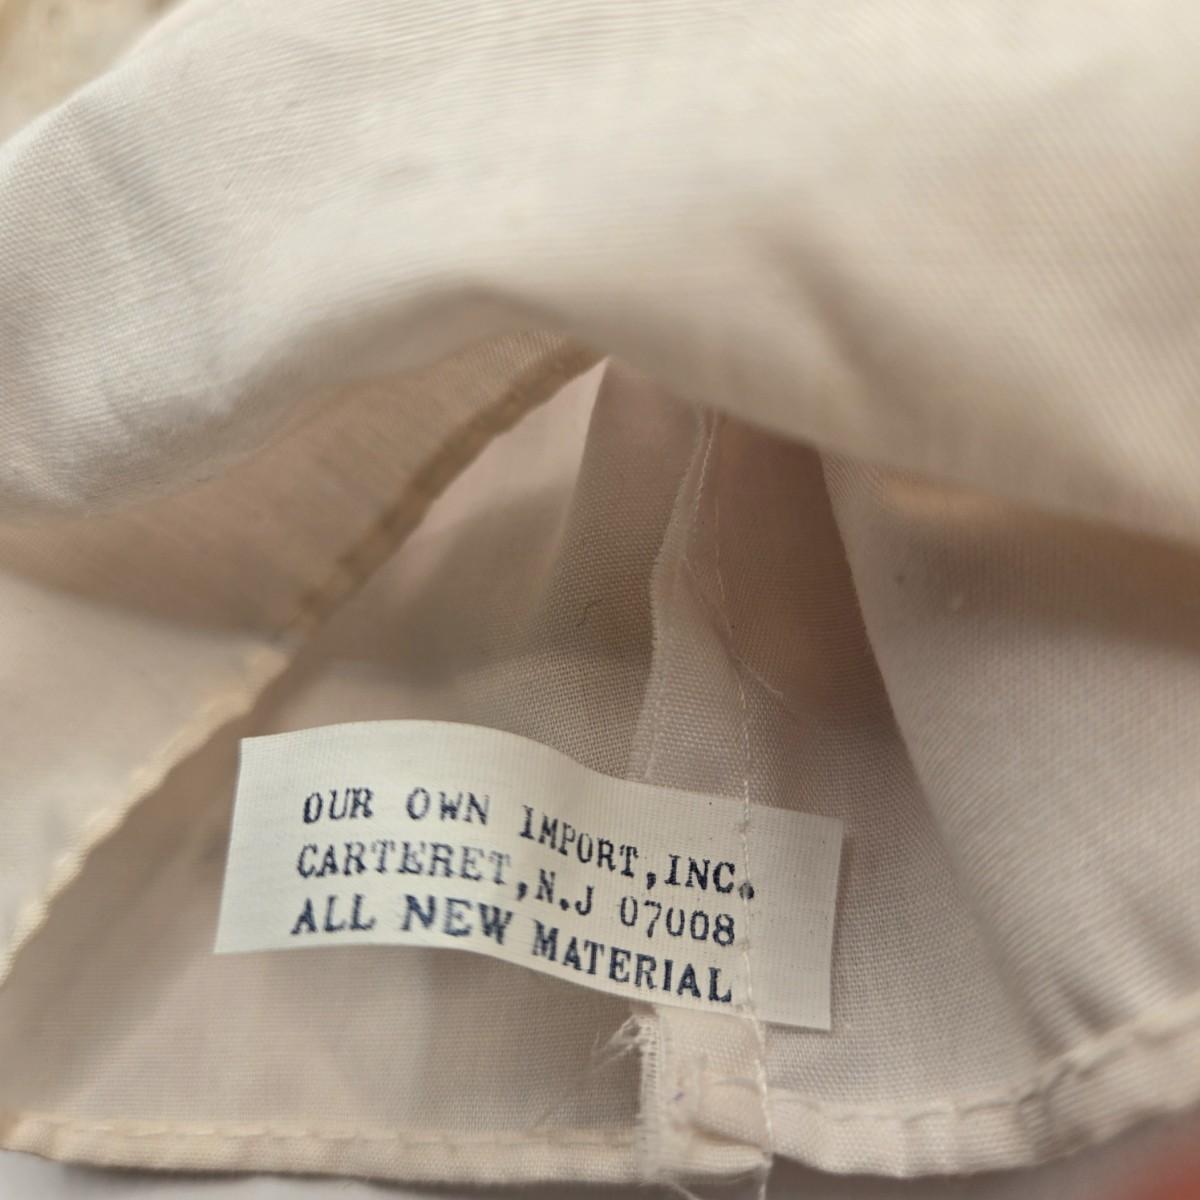 OUR OWN IMPORT, INC.
CARTERET, N.J 07008
ALL NEW MATERIAL